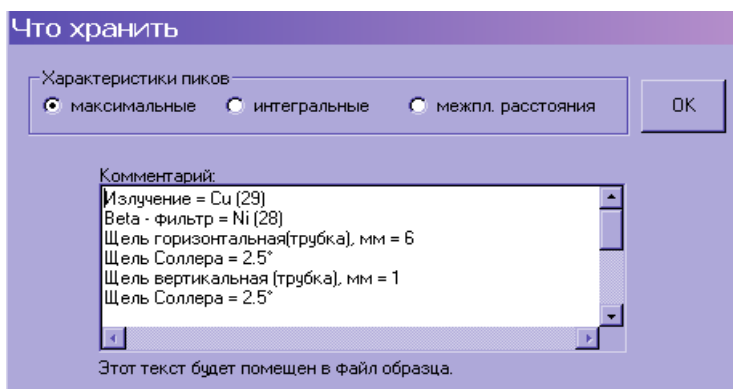 Что хранить
Характеристики пиков
максимальные интегральные межпл. расстояния OK
Комментарий:
Излучение = Cu (29)
Beta - фильтр = Ni (28)
Щель горизонтальная(трубка), мм = 6
Щель Соллера = 2.5°
Щель вертикальная (трубка), мм = 1
Щель Соллера = 2.5°
Этот текст будет помещен в файл образца.